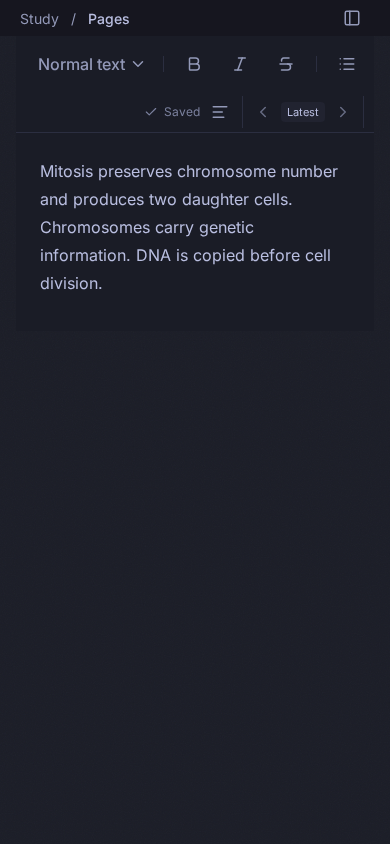 Study / Pages
Normal text
Saved
Latest
Mitosis preserves chromosome number
and produces two daughter cells.
Chromosomes carry genetic
information. DNA is copied before cell
division.